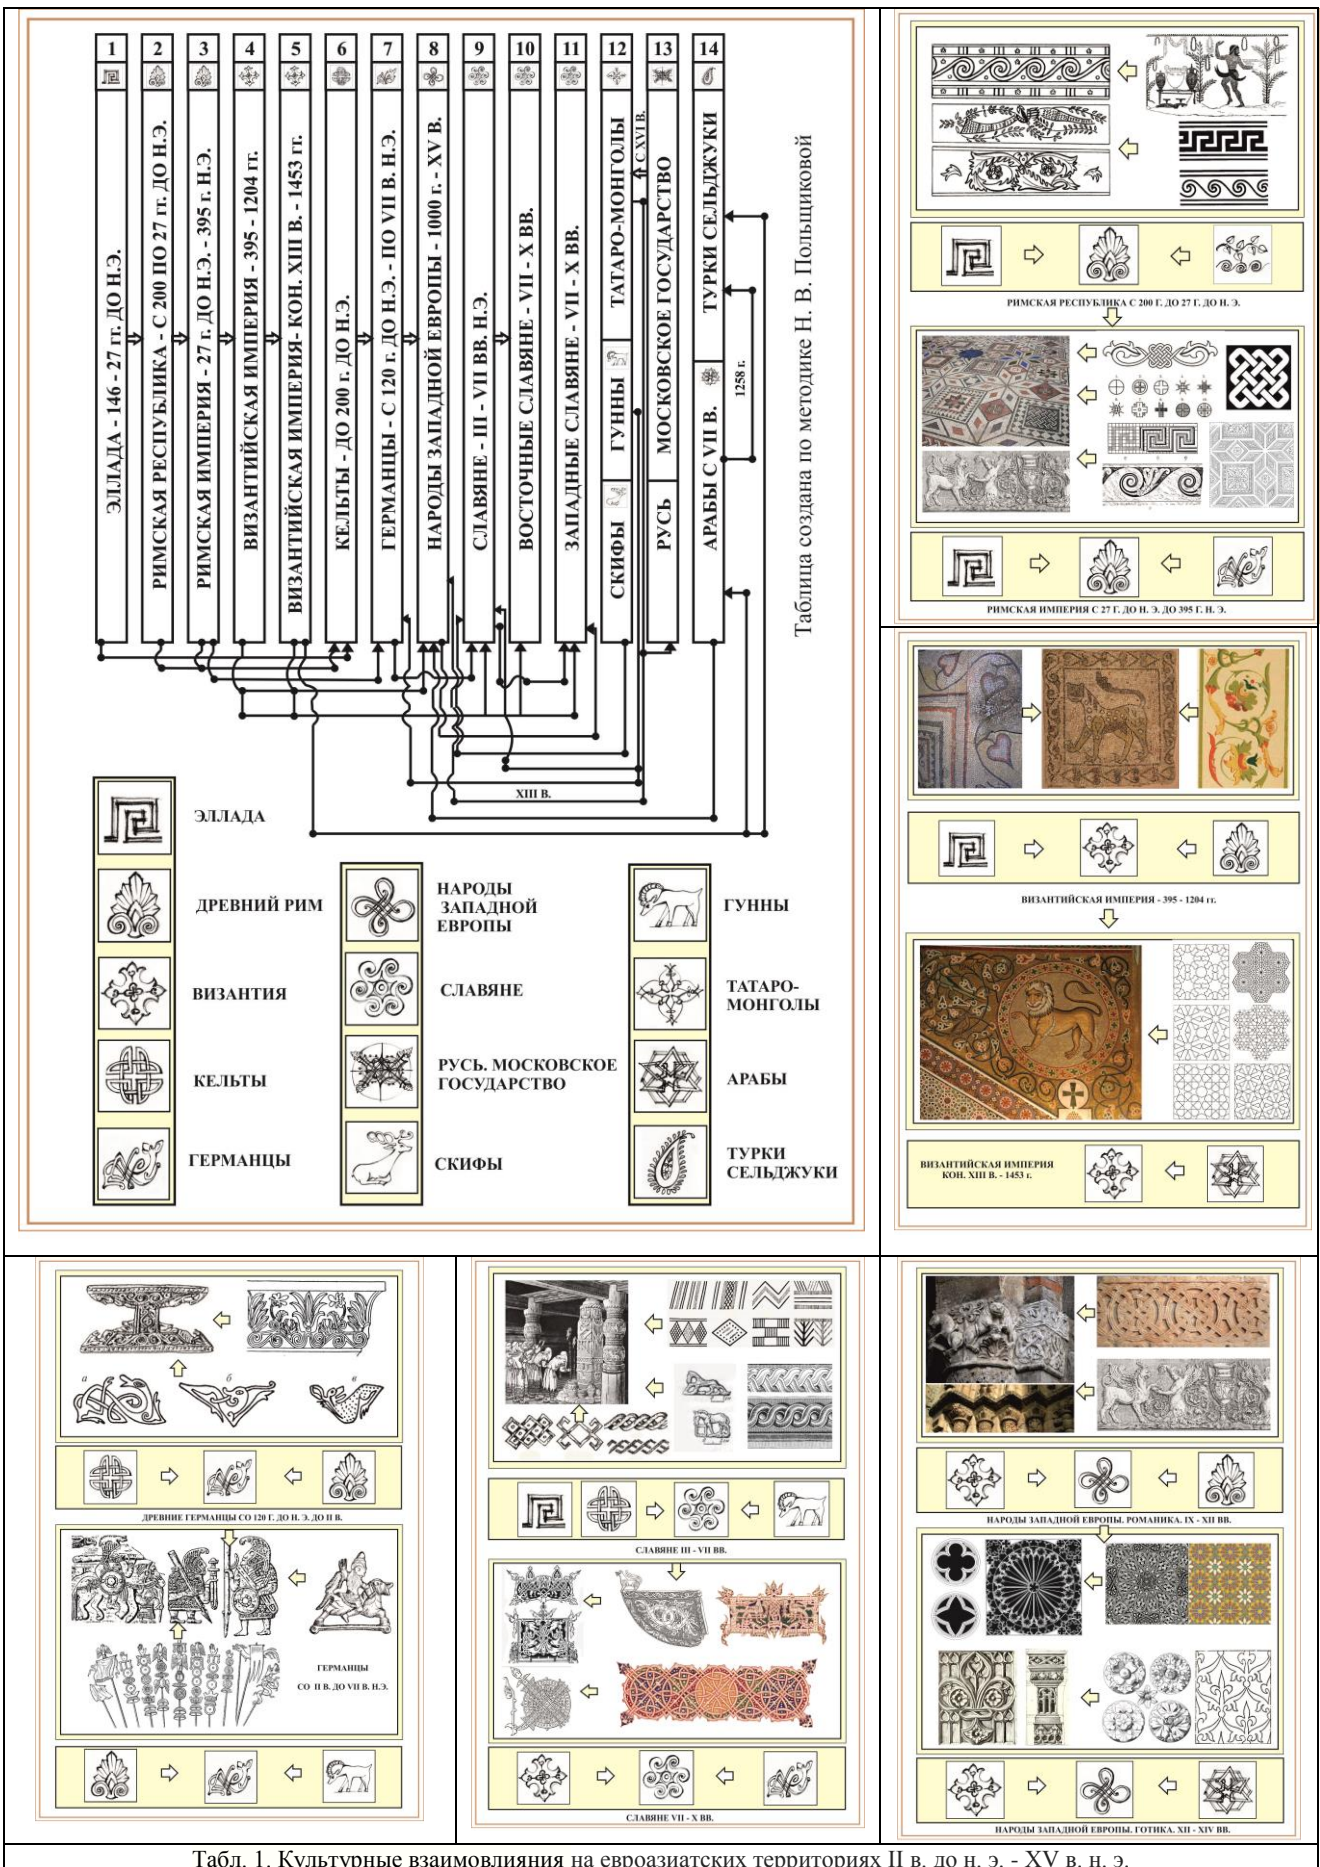 1 2 3 4 5 6 7 8 9 10 11 12 13 14
ЭЛЛАДА - 146 - 27 гг. ДО Н.Э.
РИМСКАЯ РЕСПУБЛИКА - С 200 ПО 27 гг. ДО Н.Э.
РИМСКАЯ ИМПЕРИЯ - 27 г. ДО Н.Э. - 395 г. Н.Э.
ВИЗАНТИЙСКАЯ ИМПЕРИЯ - 395 - 1204 гг.
ВИЗАНТИЙСКАЯ ИМПЕРИЯ- КОН. XIII В. - 1453 гг.
КЕЛЬТЫ - ДО 200 г. ДО Н.Э.
ГЕРМАНЦЫ - С 120 г. ДО Н.Э. - ПО VII В. Н.Э.
НАРОДЫ ЗАПАДНОЙ ЕВРОПЫ - 1000 г. - XV В.
СЛАВЯНЕ - III - VII ВВ. Н.Э.
ВОСТОЧНЫЕ СЛАВЯНЕ - VII - X ВВ.
ЗАПАДНЫЕ СЛАВЯНЕ - VII - X ВВ.
СКИФЫ
ГУННЫ
ТАТАРО-МОНГОЛЫ
С XVI В.
РУСЬ
МОСКОВСКОЕ ГОСУДАРСТВО
АРАБЫ С VII В.
ТУРКИ СЕЛЬДЖУКИ
1258 г.
Таблица создана по методике Н. В. Польщиковой
XIII В.
ЭЛЛАДА
ДРЕВНИЙ РИМ
ВИЗАНТИЯ
КЕЛЬТЫ
ГЕРМАНЦЫ
НАРОДЫ
ЗАПАДНОЙ
ЕВРОПЫ
СЛАВЯНЕ
РУСЬ. МОСКОВСКОЕ
ГОСУДАРСТВО
СКИФЫ
ГУННЫ
ТАТАРО-
МОНГОЛЫ
АРАБЫ
ТУРКИ
СЕЛЬДЖУКИ
РИМСКАЯ РЕСПУБЛИКА С 200 Г. ДО 27 Г. ДО Н. Э.
РИМСКАЯ ИМПЕРИЯ С 27 Г. ДО Н. Э. ДО 395 Г. Н. Э.
ВИЗАНТИЙСКАЯ ИМПЕРИЯ - 395 - 1204 гг.
ВИЗАНТИЙСКАЯ ИМПЕРИЯ
КОН. XIII В. - 1453 г.
а б в
ДРЕВНИЕ ГЕРМАНЦЫ СО 120 Г. ДО Н. Э. ДО II В.
ГЕРМАНЦЫ
СО II В. ДО VII В. Н.Э.
СЛАВЯНЕ III - VII ВВ.
СЛАВЯНЕ VII - X ВВ.
НАРОДЫ ЗАПАДНОЙ ЕВРОПЫ. РОМАНИКА. IX - XII ВВ.
НАРОДЫ ЗАПАДНОЙ ЕВРОПЫ. ГОТИКА. XII - XIV ВВ.
Табл. 1. Культурные взаимовлияния на евроазиатских территориях II в. до н. э. - XV в. н. э.